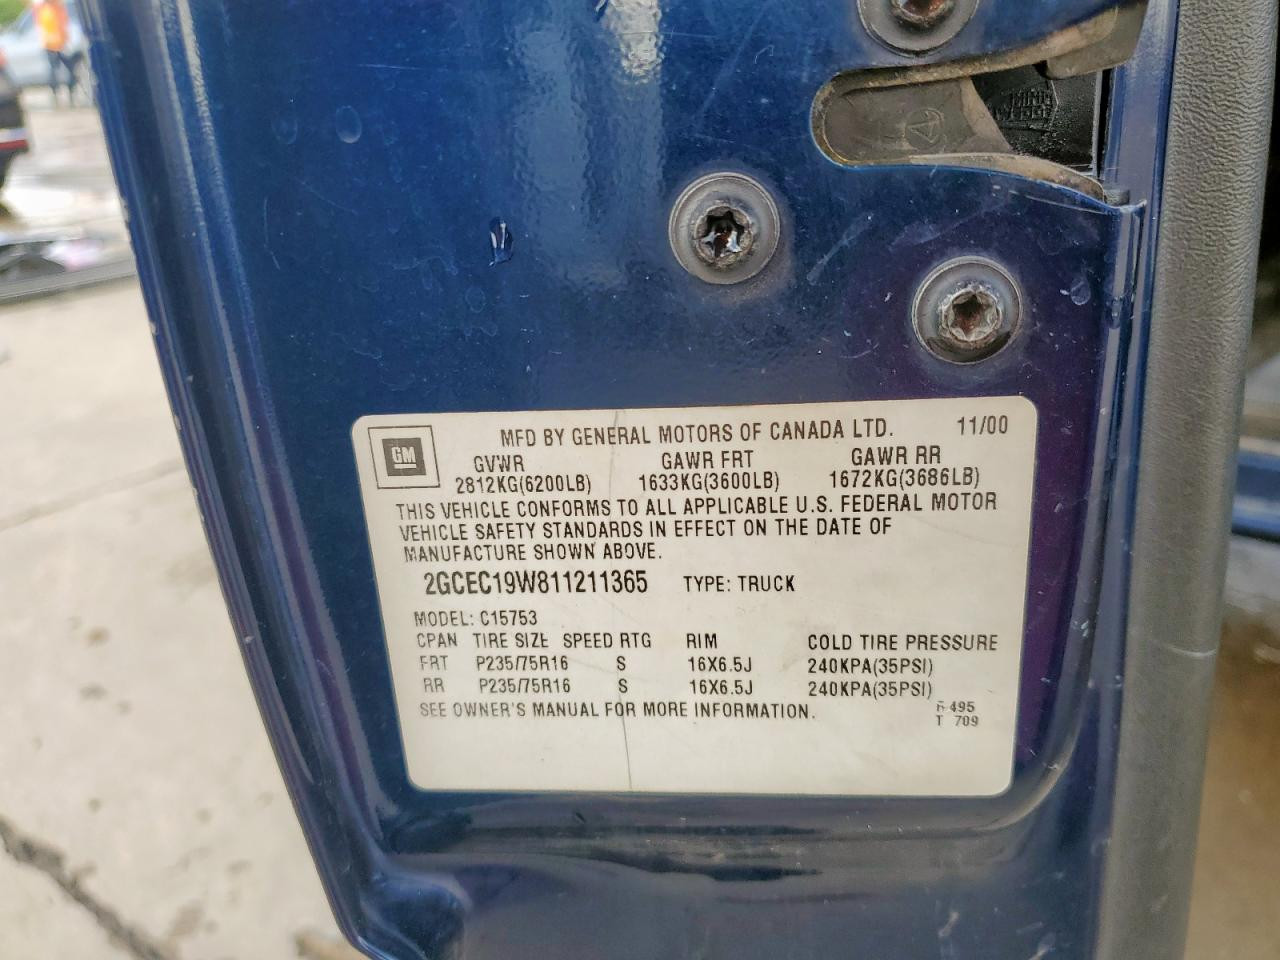 GM
MFD BY GENERAL MOTORS OF CANADA LTD. 11/00
GVWR GAWR FRT GAWR RR
2812KG(6200LB) 1633KG(3600LB) 1672KG(3686LB)
THIS VEHICLE CONFORMS TO ALL APPLICABLE U.S. FEDERAL MOTOR
VEHICLE SAFETY STANDARDS IN EFFECT ON THE DATE OF
MANUFACTURE SHOWN ABOVE.
2GCEC19W811211365 TYPE: TRUCK
MODEL: C15753
CPAN TIRE SIZE SPEED RTG RIM COLD TIRE PRESSURE
FRT P235/75R16 S 16X6.5J 240KPA(35PSI)
RR P235/75R16 S 16X6.5J 240KPA(35PSI)
SEE OWNER'S MANUAL FOR MORE INFORMATION. 495
T 709